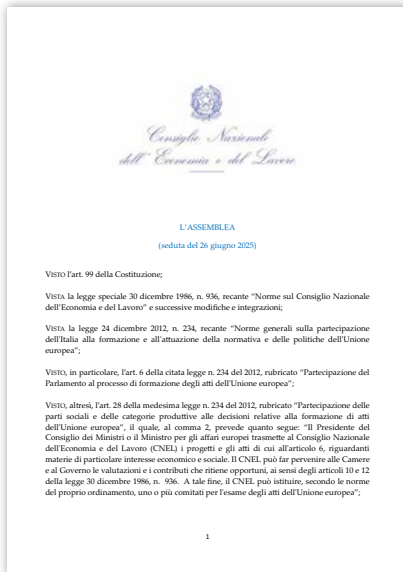 Consiglio Nazionale
dell'Economia e del Lavoro
L'ASSEMBLEA
(seduta del 26 giugno 2025)
VISTO l'art. 99 della Costituzione;
VISTA la legge speciale 30 dicembre 1986, n. 936, recante “Norme sul Consiglio Nazionale
dell'Economia e del Lavoro” e successive modifiche e integrazioni;
VISTA la legge 24 dicembre 2012, n. 234, recante “Norme generali sulla partecipazione
dell'Italia alla formazione e all'attuazione della normativa e delle politiche dell'Unione
europea”;
VISTO, in particolare, l'art. 6 della citata legge n. 234 del 2012, rubricato “Partecipazione del
Parlamento al processo di formazione degli atti dell'Unione europea”;
VISTO, altresì, l'art. 28 della medesima legge n. 234 del 2012, rubricato “Partecipazione delle
parti sociali e delle categorie produttive alle decisioni relative alla formazione di atti
dell'Unione europea”, il quale, al comma 2, prevede quanto segue: “Il Presidente del
Consiglio dei Ministri o il Ministro per gli affari europei trasmette al Consiglio Nazionale
dell'Economia e del Lavoro (CNEL) i progetti e gli atti di cui all'articolo 6, riguardanti
materie di particolare interesse economico e sociale. Il CNEL può far pervenire alle Camere
e al Governo le valutazioni e i contributi che ritiene opportuni, ai sensi degli articoli 10 e 12
della legge 30 dicembre 1986, n. 936. A tale fine, il CNEL può istituire, secondo le norme
del proprio ordinamento, uno o più comitati per l'esame degli atti dell'Unione europea”;
1